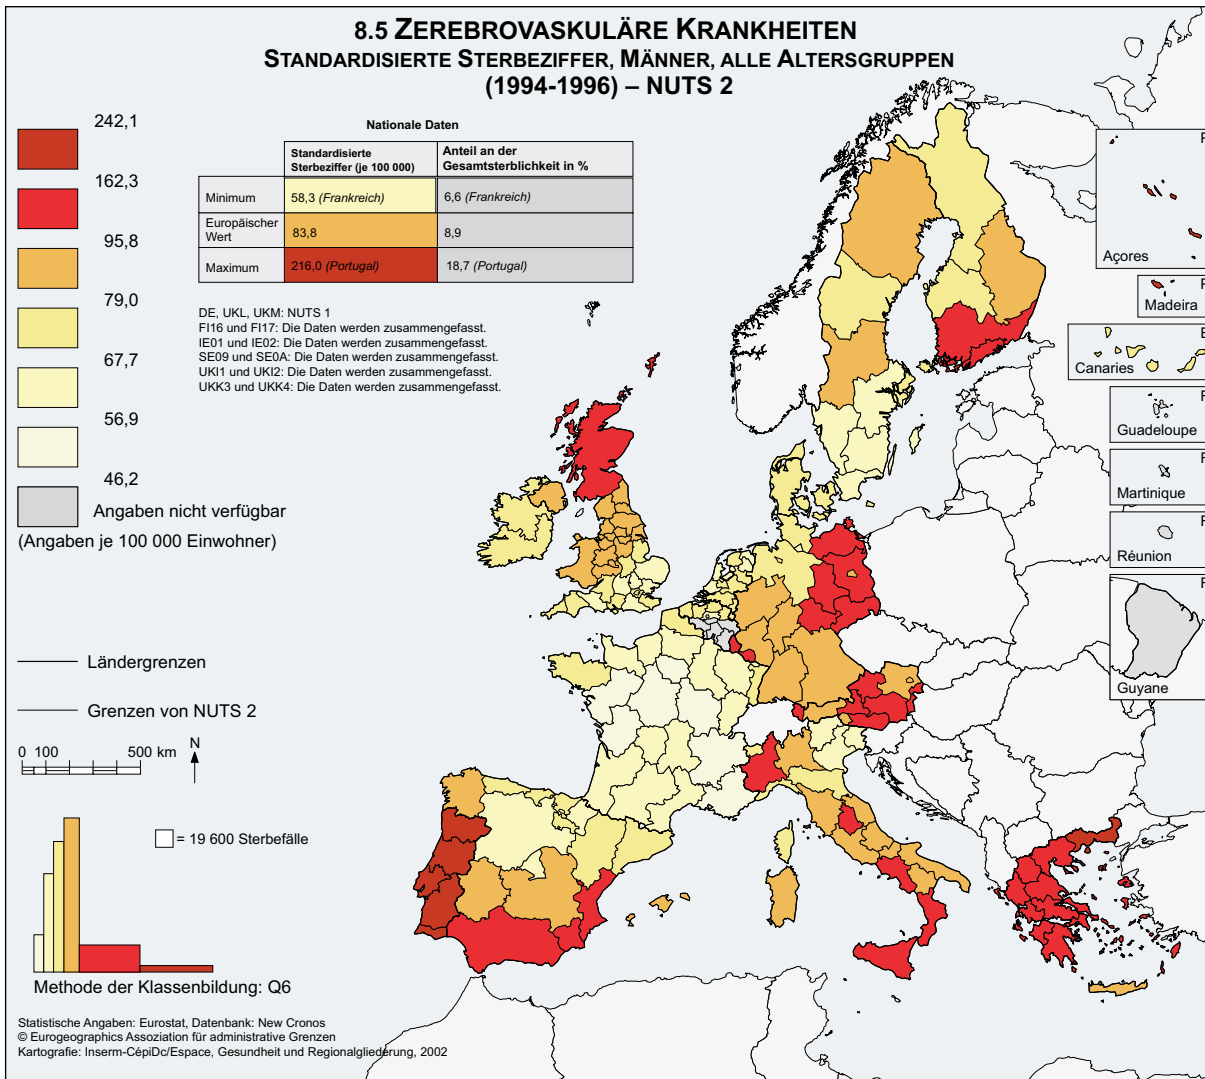 8.5 ZEREBROVASKULÄRE KRANKHEITEN
STANDARDISIERTE STERBEZIFFER, MÄNNER, ALLE ALTERSGRUPPEN
(1994-1996) – NUTS 2
242,1
162,3
95,8
79,0
67,7
56,9
46,2
Angaben nicht verfügbar
(Angaben je 100 000 Einwohner)
Nationale Daten
Standardisierte Sterbeziffer (je 100 000)
Anteil an der Gesamtsterblichkeit in %
Minimum 58,3 (Frankreich) 6,6 (Frankreich)
Europäischer Wert 83,8 8,9
Maximum 216,0 (Portugal) 18,7 (Portugal)
DE, UKL, UKM: NUTS 1
FI16 und FI17: Die Daten werden zusammengefasst.
IE01 und IE02: Die Daten werden zusammengefasst.
SE09 und SE0A: Die Daten werden zusammengefasst.
UKI1 und UKI2: Die Daten werden zusammengefasst.
UKK3 und UKK4: Die Daten werden zusammengefasst.
P
Açores
P
Madeira
E
Canaries
F
Guadeloupe
F
Martinique
F
Réunion
F
Guyane
Ländergrenzen
Grenzen von NUTS 2
0 100 500 km
N
= 19 600 Sterbefälle
Methode der Klassenbildung: Q6
Statistische Angaben: Eurostat, Datenbank: New Cronos
© Eurogeographics Assoziation für administrative Grenzen
Kartografie: Inserm-CépiDc/Espace, Gesundheit und Regionalgliederung, 2002